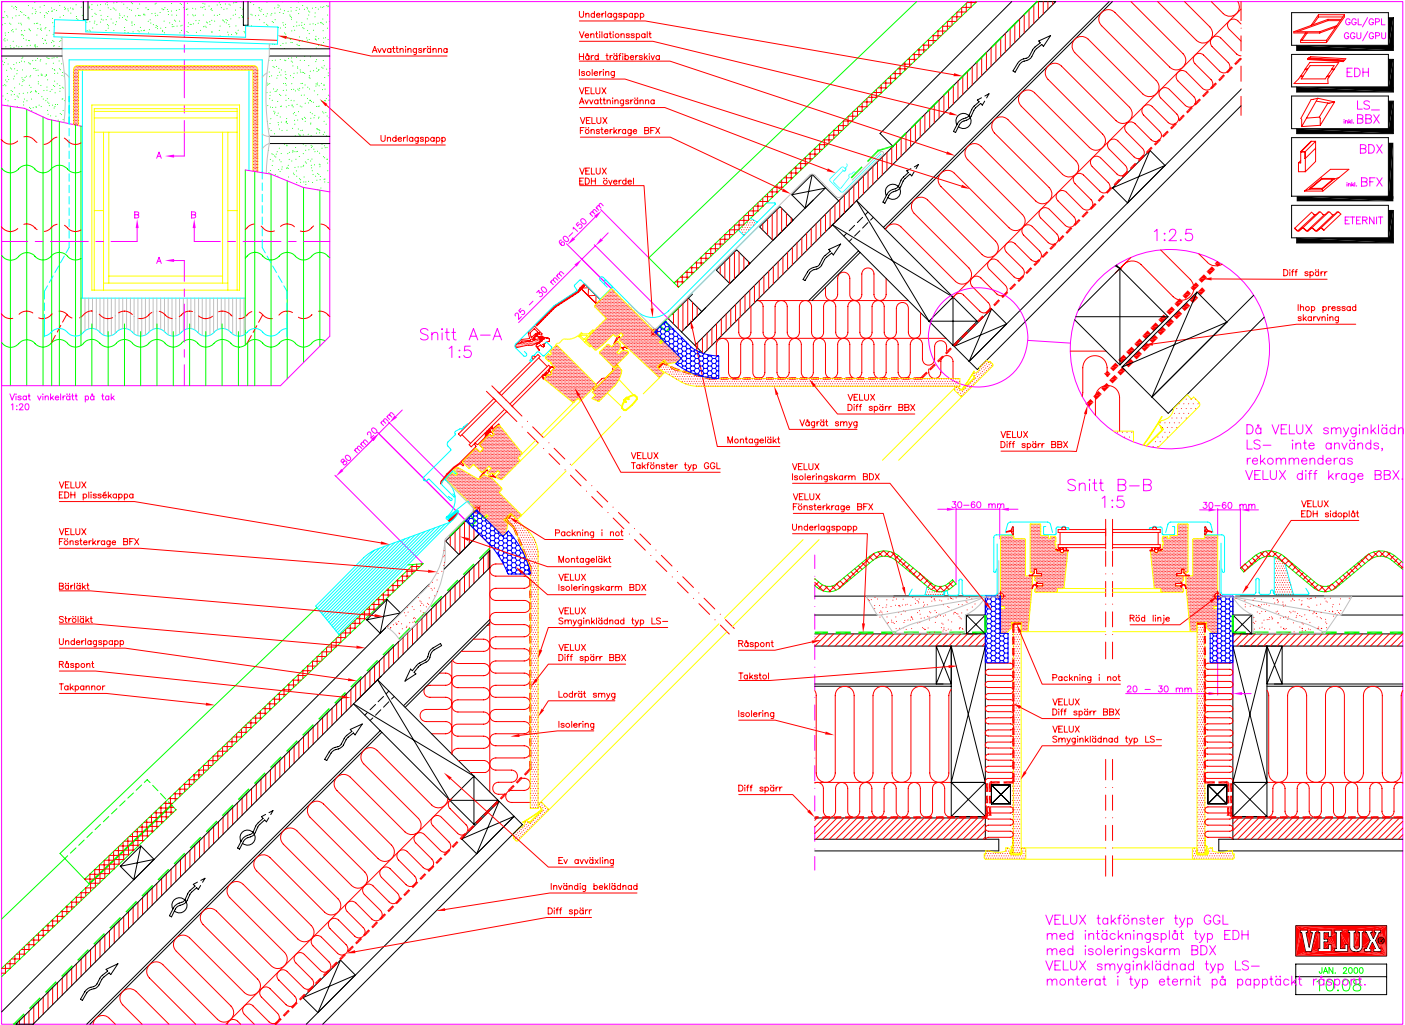 Avvattningsränna
Underlagspapp
A
B
B
A
Visat vinkelrätt på tak
1:20
Underlagspapp
Ventilationsspalt
Hård träfiberskiva
Isolering
VELUX
Avvattningsränna
VELUX
Fönsterkrage BFX
VELUX
EDH överdel
60-150 mm
25 - 30 mm
Snitt A-A
1:5
80 mm
20 mm
VELUX
Diff spärr BBX
Vågrät smyg
Montageläkt
VELUX
Takfönster typ GGL
GGL/GPL
GGU/GPU
EDH
LS_
inkl. BBX
BDX
inkl. BFX
ETERNIT
1:2.5
Diff spärr
Ihop pressad
skarvning
VELUX
Diff spärr BBX
Då VELUX smyginklädn
LS- inte används,
rekommenderas
VELUX diff krage BBX.
VELUX
EDH plisserkappa
VELUX
Fönsterkrage BFX
Bärläkt
Ströläkt
Underlagspapp
Råspont
Takpannor
Packning i not
Montageläkt
VELUX
Isoleringskarm BDX
VELUX
Smyginklädnad typ LS-
VELUX
Diff spärr BBX
Lodrät smyg
Isolering
Ev avväxling
Invändig beklädnad
Diff spärr
Snitt B-B
1:5
VELUX
Isoleringskarm BDX
VELUX
Fönsterkrage BFX
Underlagspapp
30-60 mm
30-60 mm
VELUX
EDH sidoplåt
Råspont
Takstol
Isolering
Diff spärr
Röd linje
Packning i not
20 - 30 mm
VELUX
Diff spärr BBX
VELUX
Smyginklädnad typ LS-
VELUX takfönster typ GGL
med intäckningsplåt typ EDH
med isoleringskarm BDX
VELUX smyginklädnad typ LS-
monterat i typ eternit på papptäckt råspont.
VELUX
JAN. 2000